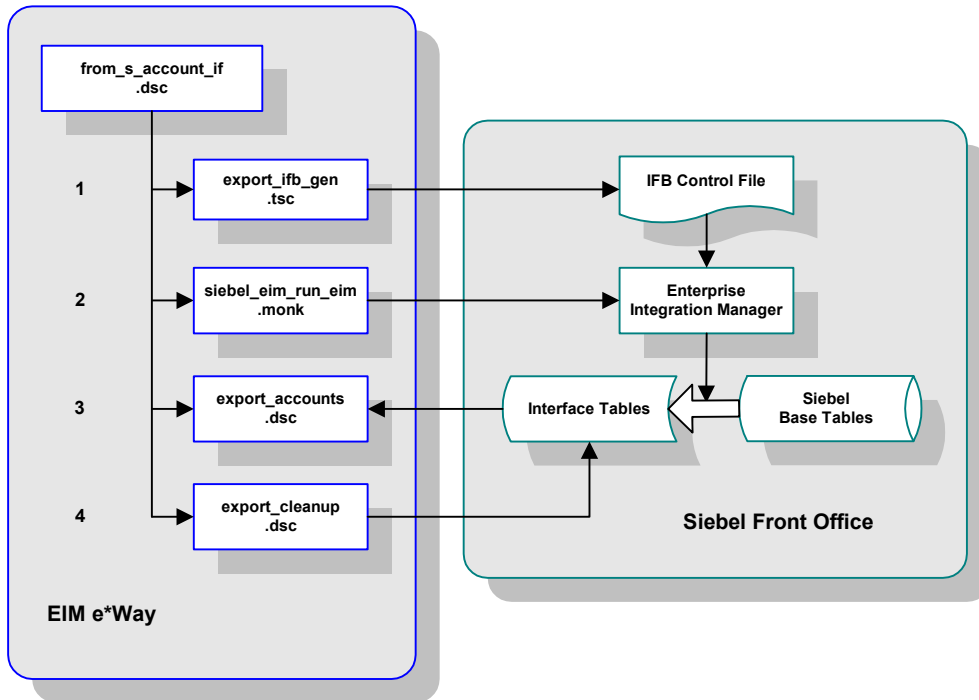 from_s_account_if
.dsc
1
export_ifb_gen
.tsc
IFB Control File
2
siebel_eim_run_eim
.monk
Enterprise
Integration Manager
3
export_accounts
.dsc
Interface Tables
Siebel
Base Tables
4
export_cleanup
.dsc
Siebel Front Office
EIM e*Way